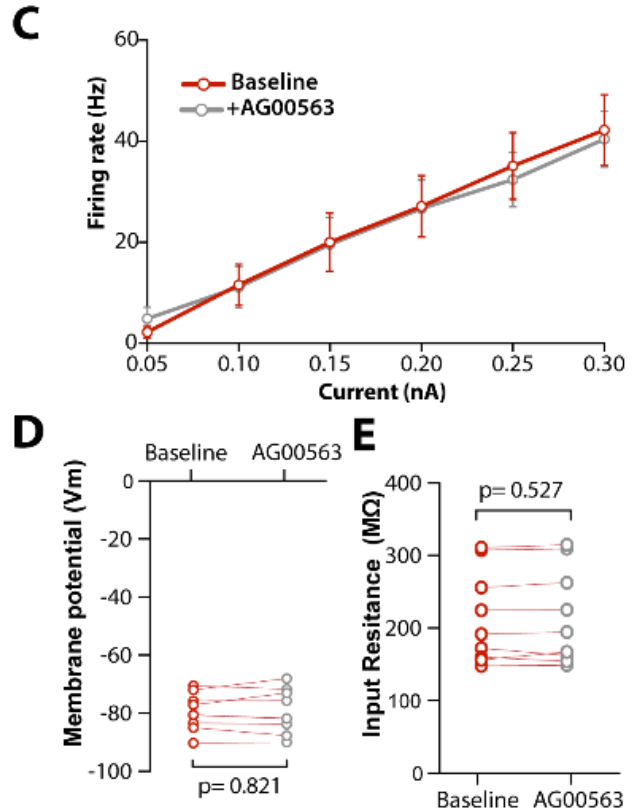 C
60
40
20
0
Firing rate (Hz)
Baseline
+AG00563
0.05 0.10 0.15 0.20 0.25 0.30
Current (nA)
D
Baseline AG00563
0
-20
-40
-60
-80
-100
Membrane potential (Vm)
p= 0.821
E
400
300
200
100
0
Input Resitance (MΩ)
p= 0.527
Baseline AG00563